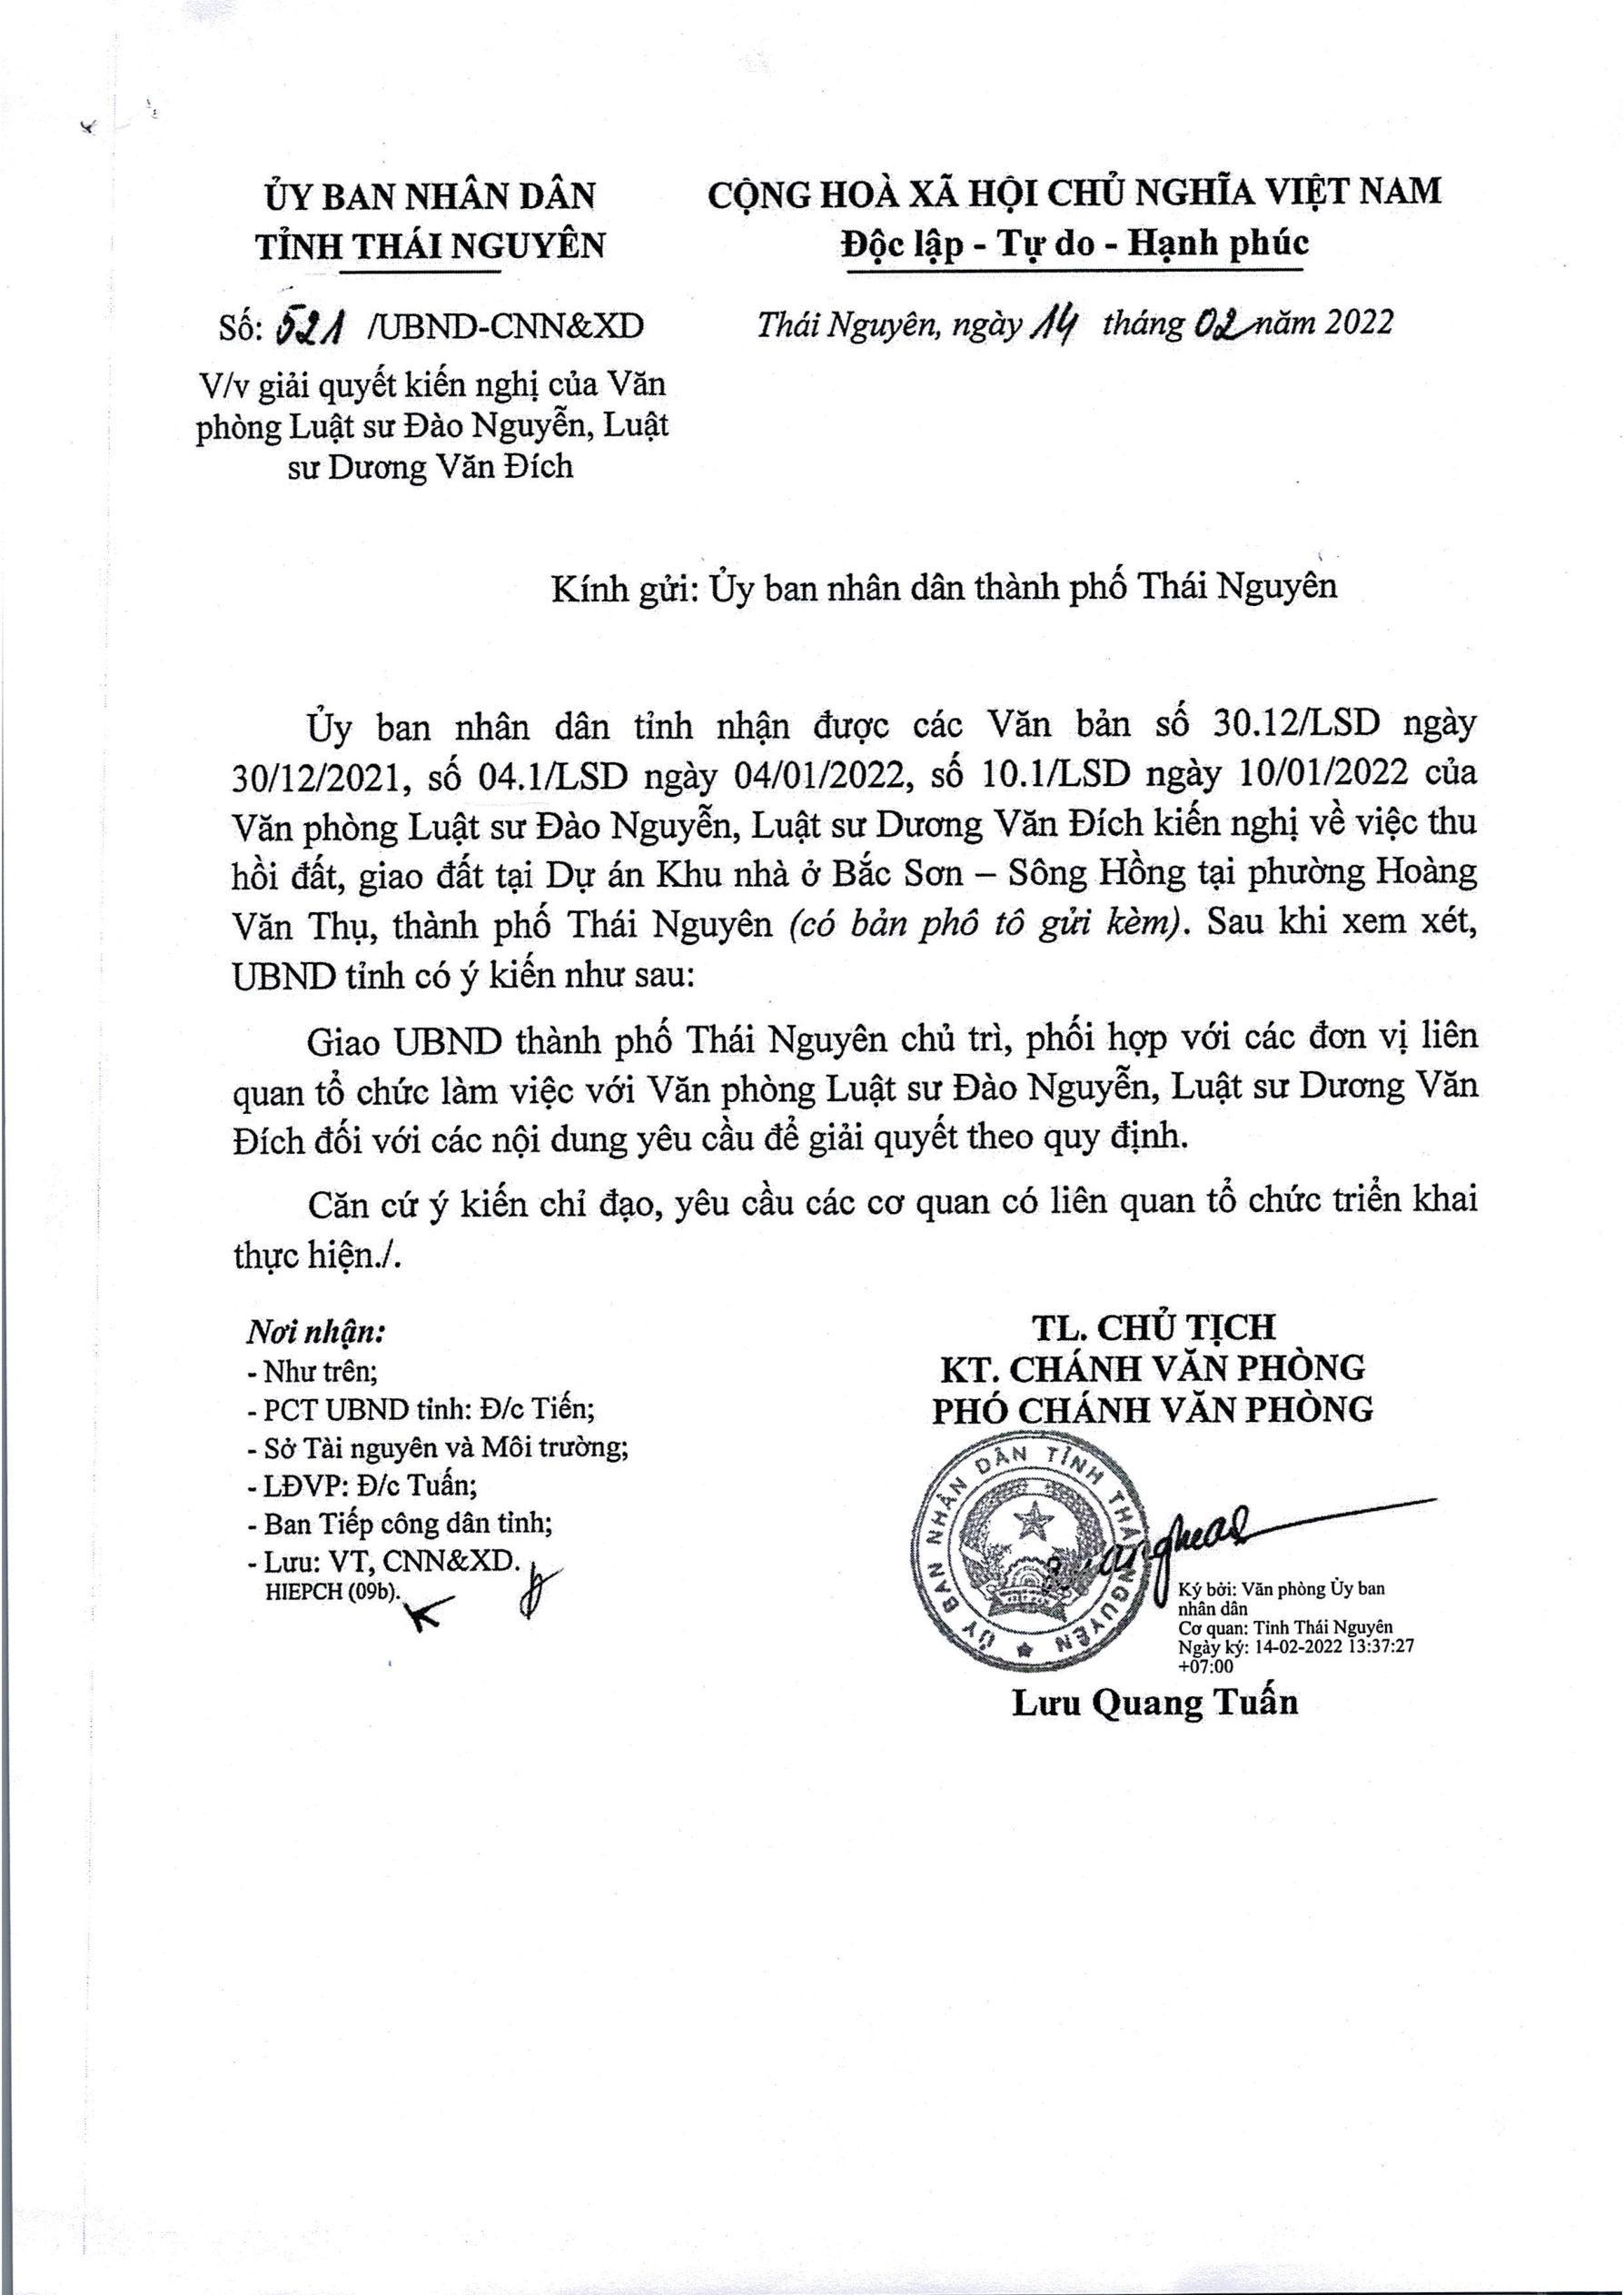 ỦY BAN NHÂN DÂN
TỈNH THÁI NGUYÊN
CỘNG HOÀ XÃ HỘI CHỦ NGHĨA VIỆT NAM
Độc lập - Tự do - Hạnh phúc
Số: 521 /UBND-CNN&XD
Thái Nguyên, ngày 14 tháng 02 năm 2022
V/v giải quyết kiến nghị của Văn
phòng Luật sư Đào Nguyễn, Luật
sư Dương Văn Đích
Kính gửi: Ủy ban nhân dân thành phố Thái Nguyên
Ủy ban nhân dân tỉnh nhận được các Văn bản số 30.12/LSD ngày
30/12/2021, số 04.1/LSD ngày 04/01/2022, số 10.1/LSD ngày 10/01/2022 của
Văn phòng Luật sư Đào Nguyễn, Luật sư Dương Văn Đích kiến nghị về việc thu
hồi đất, giao đất tại Dự án Khu nhà ở Bắc Sơn – Sông Hồng tại phường Hoàng
Văn Thụ, thành phố Thái Nguyên (có bản phô tô gửi kèm). Sau khi xem xét,
UBND tỉnh có ý kiến như sau:
Giao UBND thành phố Thái Nguyên chủ trì, phối hợp với các đơn vị liên
quan tổ chức làm việc với Văn phòng Luật sư Đào Nguyễn, Luật sư Dương Văn
Đích đối với các nội dung yêu cầu để giải quyết theo quy định.
Căn cứ ý kiến chỉ đạo, yêu cầu các cơ quan có liên quan tổ chức triển khai
thực hiện./.
Nơi nhận:
- Như trên;
- PCT UBND tỉnh: Đ/c Tiến;
- Sở Tài nguyên và Môi trường;
- LĐVP: Đ/c Tuấn;
- Ban Tiếp công dân tỉnh;
- Lưu: VT, CNN&XD.
HIEPCH (09b).
TL. CHỦ TỊCH
KT. CHÁNH VĂN PHÒNG
PHÓ CHÁNH VĂN PHÒNG
ỦY BAN NHÂN DÂN TỈNH THÁI NGUYÊN
Ký bởi: Văn phòng Ủy ban
nhân dân
Cơ quan: Tỉnh Thái Nguyên
Ngày ký: 14-02-2022 13:37:27
+07:00
Lưu Quang Tuấn